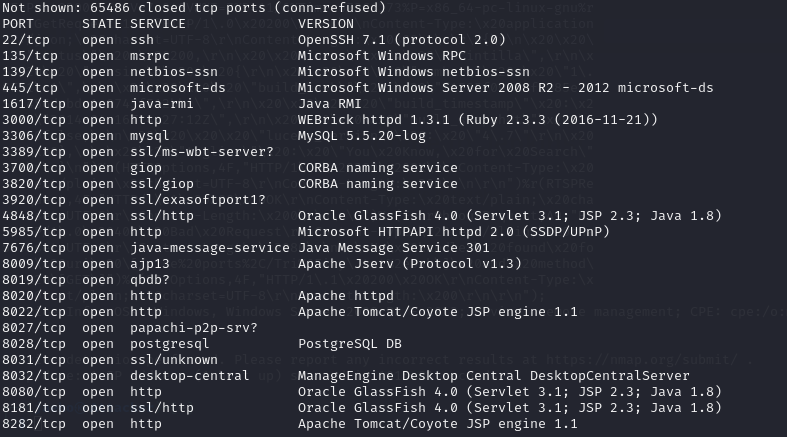 Not shown: 65486 closed tcp ports (conn-refused)
PORT STATE SERVICE VERSION
22/tcp open ssh OpenSSH 7.1 (protocol 2.0)
135/tcp open msrpc Microsoft Windows RPC
139/tcp open netbios-ssn Microsoft Windows netbios-ssn
445/tcp open microsoft-ds Microsoft Windows Server 2008 R2 - 2012 microsoft-ds
1617/tcp open java-rmi Java RMI
3000/tcp open http WEBrick httpd 1.3.1 (Ruby 2.3.3 (2016-11-21))
3306/tcp open mysql MySQL 5.5.20-log
3389/tcp open ssl/ms-wbt-server?
3700/tcp open giop CORBA naming service
3820/tcp open ssl/giop CORBA naming service
3920/tcp open ssl/exasoftport1?
4848/tcp open ssl/http Oracle GlassFish 4.0 (Servlet 3.1; JSP 2.3; Java 1.8)
5985/tcp open http Microsoft HTTPAPI httpd 2.0 (SSDP/UPnP)
7676/tcp open java-message-service Java Message Service 301
8009/tcp open ajp13 Apache Jserv (Protocol v1.3)
8019/tcp open qbdb?
8020/tcp open http Apache httpd
8022/tcp open http Apache Tomcat/Coyote JSP engine 1.1
8027/tcp open papachi-p2p-srv?
8028/tcp open postgresql PostgreSQL DB
8031/tcp open ssl/unknown
8032/tcp open desktop-central ManageEngine Desktop Central DesktopCentralServer
8080/tcp open http Oracle GlassFish 4.0 (Servlet 3.1; JSP 2.3; Java 1.8)
8181/tcp open ssl/http Oracle GlassFish 4.0 (Servlet 3.1; JSP 2.3; Java 1.8)
8282/tcp open http Apache Tomcat/Coyote JSP engine 1.1